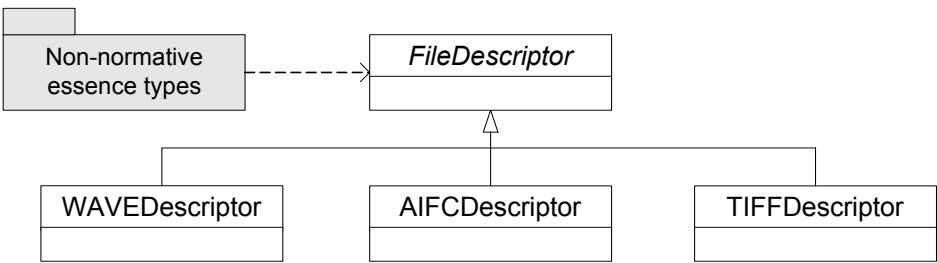 Non-normative
essence types
FileDescriptor
WAVEDescriptor
AIFCDescriptor
TIFFDescriptor